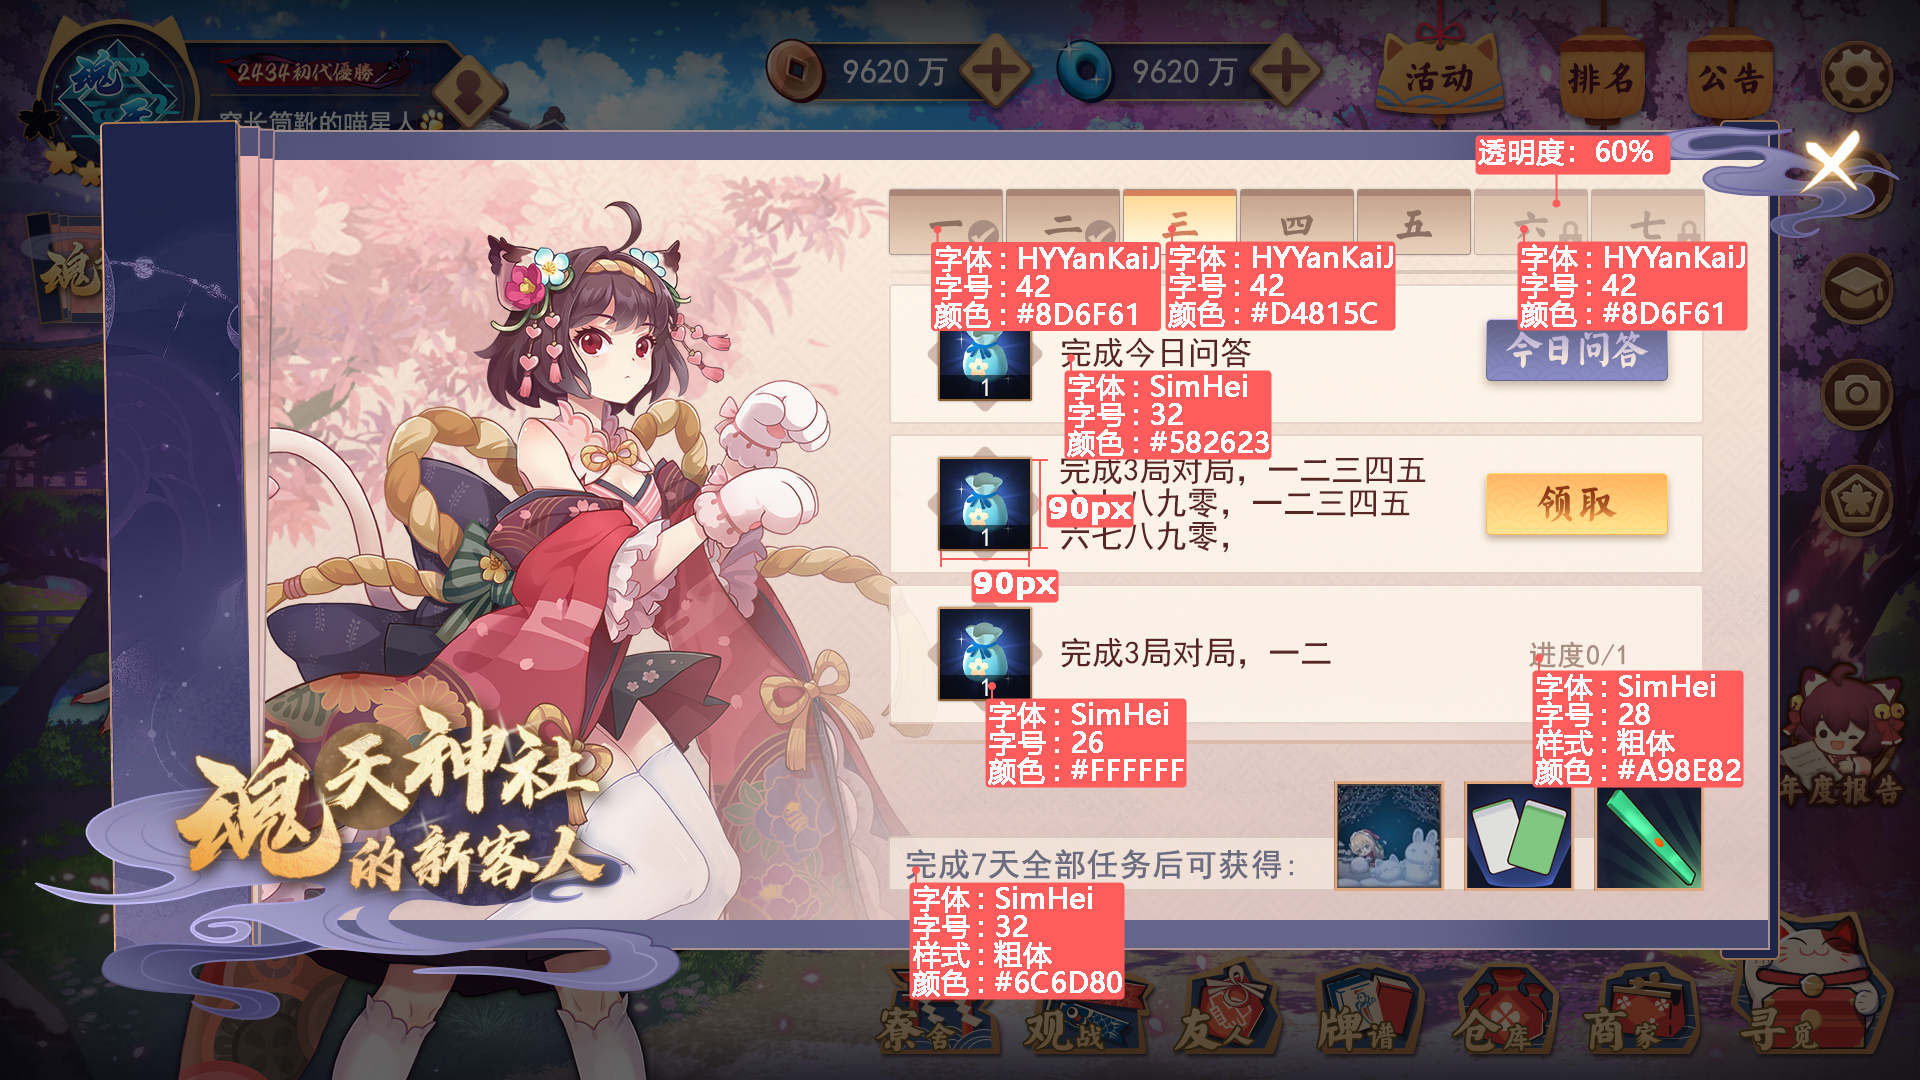 魂天
2434初代優勝
穿长筒靴的喵星人
9620 万
9620 万
活动
排名
公告
透明度：60%
一
二
三
四
五
六
七
字体：HYYanKaiJ
字号：42
颜色：#8D6F61
字体：HYYanKaiJ
字号：42
颜色：#D4815C
字体：HYYanKaiJ
字号：42
颜色：#8D6F61
魂
1
完成今日问答
今日问答
字体：SimHei
字号：32
颜色：#582623
完成3局对局，一二三四五
六七八九零，一二三四五
六七八九零，
1
90px
90px
领取
1
完成3局对局，一二
进度0/1
字体：SimHei
字号：26
颜色：#FFFFFF
字体：SimHei
字号：28
样式：粗体
颜色：#A98E82
魂天神社
的新客人
年度报告
完成7天全部任务后可获得：
字体：SimHei
字号：32
样式：粗体
颜色：#6C6D80
寮舍
观战
友人
牌谱
仓库
商家
寻觅